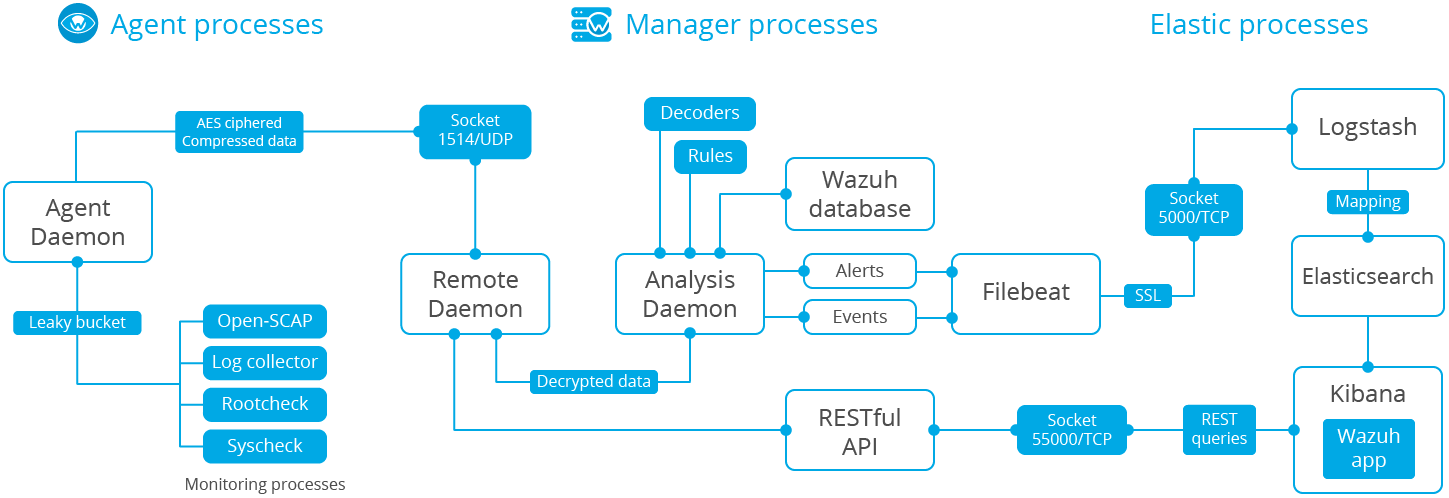 Agent processes
Manager processes
Elastic processes
AES ciphered
Compressed data
Socket
1514/UDP
Agent
Daemon
Leaky bucket
Open-SCAP
Log collector
Rootcheck
Syscheck
Monitoring processes
Remote
Daemon
Decoders
Rules
Wazuh
database
Analysis
Daemon
Decrypted data
Alerts
Events
Filebeat
SSL
Socket
5000/TCP
Logstash
Mapping
Elasticsearch
RESTful
API
Socket
55000/TCP
REST
queries
Kibana
Wazuh
app